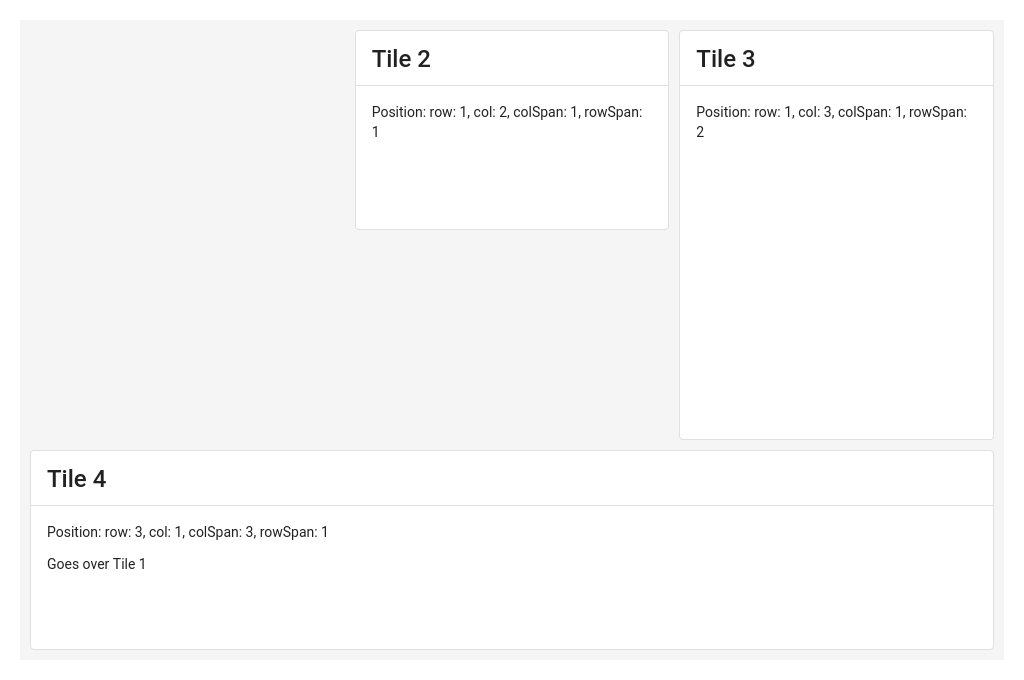 Tile 2
Position: row: 1, col: 2, colSpan: 1, rowSpan:
1
Tile 3
Position: row: 1, col: 3, colSpan: 1, rowSpan:
2
Tile 4
Position: row: 3, col: 1, colSpan: 3, rowSpan: 1
Goes over Tile 1